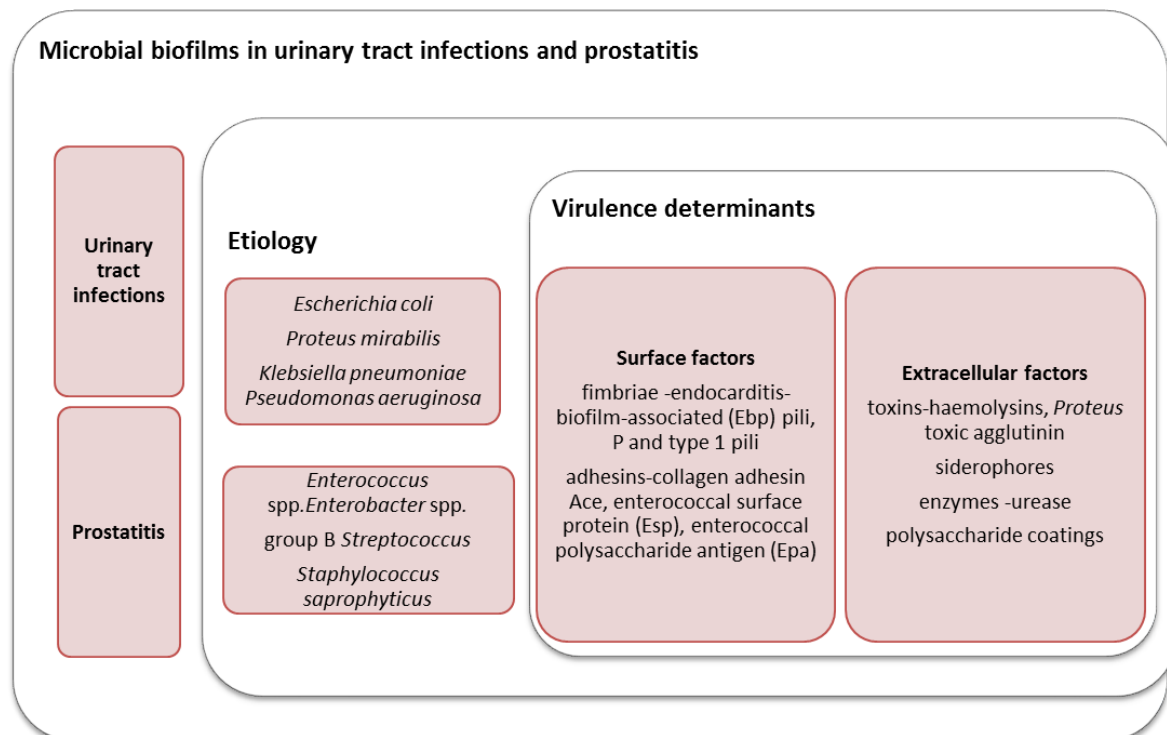 Microbial biofilms in urinary tract infections and prostatitis
Urinary
tract
infections
Prostatitis
Etiology
Escherichia coli
Proteus mirabilis
Klebsiella pneumoniae
Pseudomonas aeruginosa
Enterococcus
spp.Enterobacter spp.
group B Streptococcus
Staphylococcus
saprophyticus
Virulence determinants
Surface factors
fimbriae -endocarditis-
biofilm-associated (Ebp) pili,
P and type 1 pili
adhesins-collagen adhesin
Ace, enterococcal surface
protein (Esp), enterococcal
polysaccharide antigen (Epa)
Extracellular factors
toxins-haemolysins, Proteus
toxic agglutinin
siderophores
enzymes -urease
polysaccharide coatings